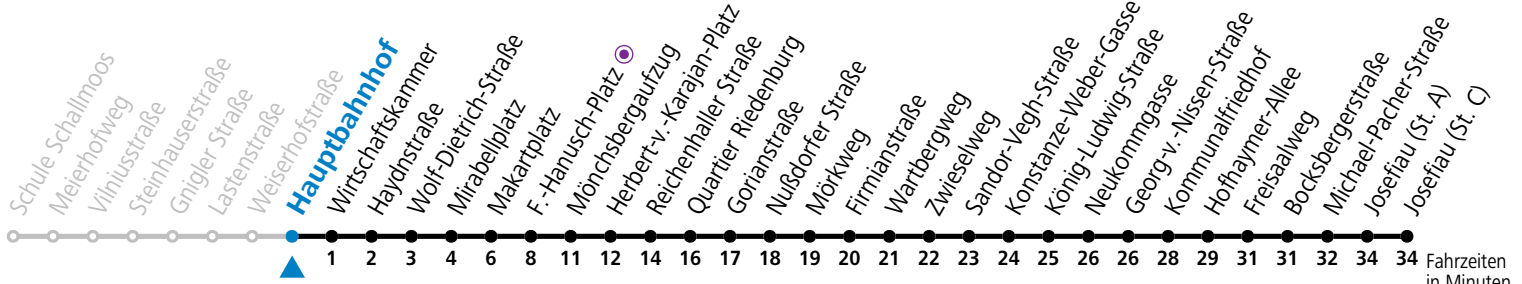 Schule Schallmoos
Meierhofweg
Vilniusstraße
Steinhauserstraße
Gnigler Straße
Lastenstraße
Weiserhofstraße
Hauptbahnhof
Wirtschaftskammer
Haydnstraße
Wolf-Dietrich-Straße
Mirabellplatz
Makartplatz
F.-Hanusch-Platz
Mönchsbergaufzug
Herbert-v.-Karajan-Platz
Reichenhaller Straße
Quartier Riedenburg
Gorianstraße
Nußdorfer Straße
Mörkweg
Firmianstraße
Wartbergweg
Zwieselweg
Sandor-Vegh-Straße
Konstanze-Weber-Gasse
König-Ludwig-Straße
Neukommgasse
Georg-v.-Nissen-Straße
Kommunalfriedhof
Hofhaymer-Allee
Freisaalweg
Bocksbergerstraße
Michael-Pacher-Straße
Josefiau (St. A)
Josefiau (St. C)
1 2 3 4 6 8 11 12 14 16 17 18 19 20 21 22 23 24 25 26 26 28 29 31 31 32 34 34 Fahrzeiten
in Minuten